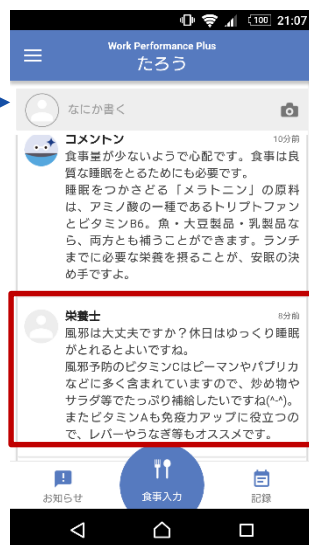 100 21:07
Work Performance Plus
たろう
なにか書く
コメントン 10分前
食事量が少ないようで心配です。食事は良
質な睡眠をとるためにも必要です。
睡眠をつかさどる「メラトニン」の原料
は、アミノ酸の一種であるトリプトファン
とビタミンB6。魚・大豆製品・乳製品な
ら、両方とも補うことができます。ランチ
までに必要な栄養を摂ることが、安眠の決
め手ですよ。
栄養士 8分前
風邪は大丈夫ですか？休日はゆっくり睡眠
がとれるとよいですね。
風邪予防のビタミンCはピーマンやパプリカ
などに多く含まれていますので、炒め物や
サラダ等でたっぷり補給したいですね(^-^)。
またビタミンAも免疫力アップに役立つの
で、レバーやうなぎ等もオススメです。
お知らせ 食事入力 記録